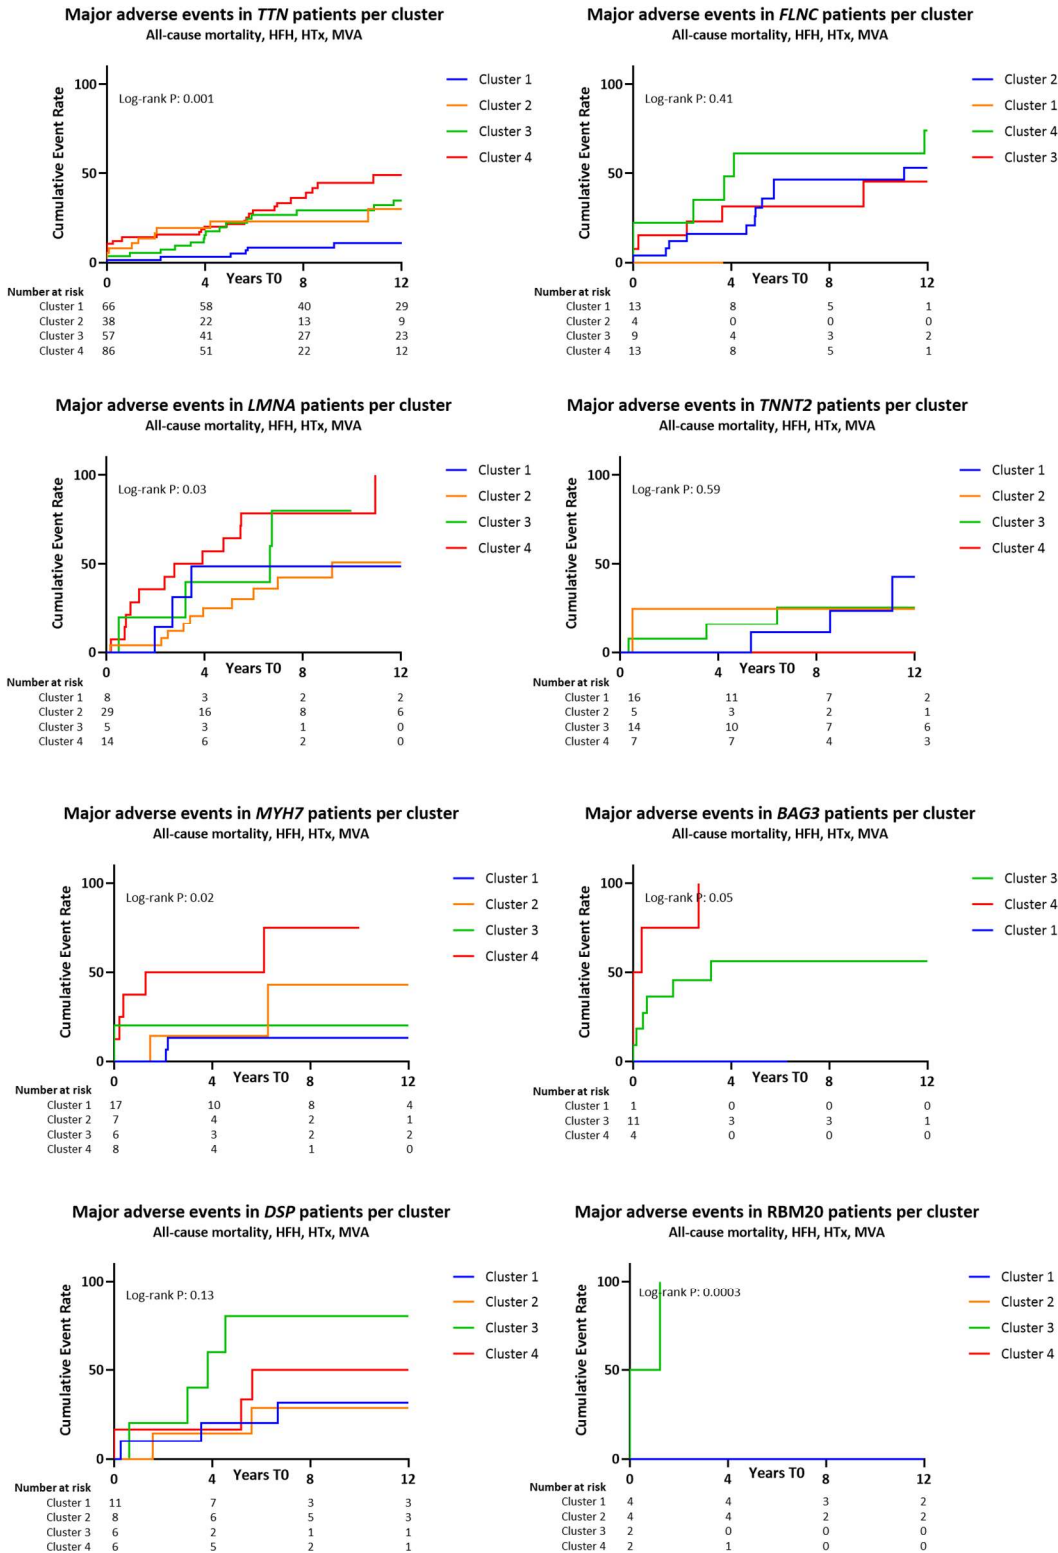 Major adverse events in TTN patients per cluster
All-cause mortality, HFH, HTx, MVA
Cumulative Event Rate
100
50
0
Log-rank P: 0.001
Cluster 1
Cluster 2
Cluster 3
Cluster 4
0 4 8 12
Years T0
Number at risk
Cluster 1 66 58 40 29
Cluster 2 38 22 13 9
Cluster 3 57 41 27 23
Cluster 4 86 51 22 12
Major adverse events in FLNC patients per cluster
All-cause mortality, HFH, HTx, MVA
Cumulative Event Rate
100
50
0
Log-rank P: 0.41
Cluster 2
Cluster 1
Cluster 4
Cluster 3
0 4 8 12
Years T0
Number at risk
Cluster 1 13 8 5 1
Cluster 2 4 0 0 0
Cluster 3 9 4 3 2
Cluster 4 13 8 5 1
Major adverse events in LMNA patients per cluster
All-cause mortality, HFH, HTx, MVA
Cumulative Event Rate
100
50
0
Log-rank P: 0.03
Cluster 1
Cluster 2
Cluster 3
Cluster 4
0 4 8 12
Years T0
Number at risk
Cluster 1 8 3 2 2
Cluster 2 29 16 8 6
Cluster 3 5 3 1 0
Cluster 4 14 6 2 0
Major adverse events in TNNT2 patients per cluster
All-cause mortality, HFH, HTx, MVA
Cumulative Event Rate
100
50
0
Log-rank P: 0.59
Cluster 1
Cluster 2
Cluster 3
Cluster 4
0 4 8 12
Years T0
Number at risk
Cluster 1 16 11 7 2
Cluster 2 5 3 2 1
Cluster 3 14 10 7 6
Cluster 4 7 7 4 3
Major adverse events in MYH7 patients per cluster
All-cause mortality, HFH, HTx, MVA
Cumulative Event Rate
100
50
0
Log-rank P: 0.02
Cluster 1
Cluster 2
Cluster 3
Cluster 4
0 4 8 12
Years T0
Number at risk
Cluster 1 17 10 8 4
Cluster 2 7 4 2 1
Cluster 3 6 3 2 2
Cluster 4 8 4 1 0
Major adverse events in BAG3 patients per cluster
All-cause mortality, HFH, HTx, MVA
Cumulative Event Rate
100
50
0
Log-rank P: 0.05
Cluster 3
Cluster 4
Cluster 1
0 4 8 12
Years T0
Number at risk
Cluster 1 1 0 0 0
Cluster 3 11 3 3 1
Cluster 4 4 0 0 0
Major adverse events in DSP patients per cluster
All-cause mortality, HFH, HTx, MVA
Cumulative Event Rate
100
50
0
Log-rank P: 0.13
Cluster 1
Cluster 2
Cluster 3
Cluster 4
0 4 8 12
Years T0
Number at risk
Cluster 1 11 7 3 3
Cluster 2 8 6 5 3
Cluster 3 6 2 1 1
Cluster 4 6 5 2 1
Major adverse events in RBM20 patients per cluster
All-cause mortality, HFH, HTx, MVA
Cumulative Event Rate
100
50
0
Log-rank P: 0.0003
Cluster 1
Cluster 2
Cluster 3
Cluster 4
0 4 8 12
Years T0
Number at risk
Cluster 1 4 4 3 2
Cluster 2 4 4 2 2
Cluster 3 2 0 0 0
Cluster 4 2 1 0 0